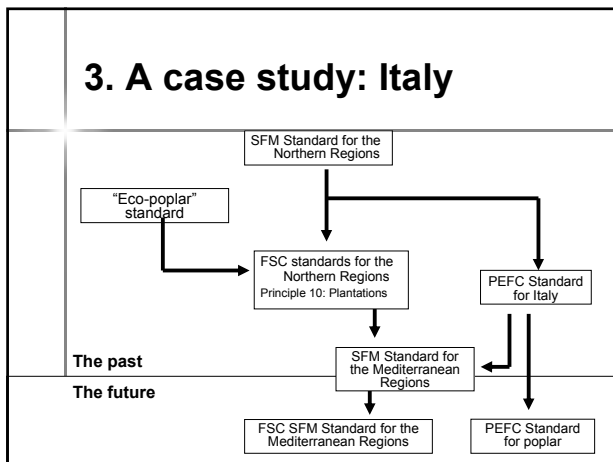 3. A case study: Italy
SFM Standard for the
Northern Regions
“Eco-poplar”
standard
FSC standards for the
Northern Regions
Principle 10: Plantations
PEFC Standard
for Italy
The past
SFM Standard for
the Mediterranean
Regions
The future
FSC SFM Standard for the
Mediterranean Regions
PEFC Standard
for poplar